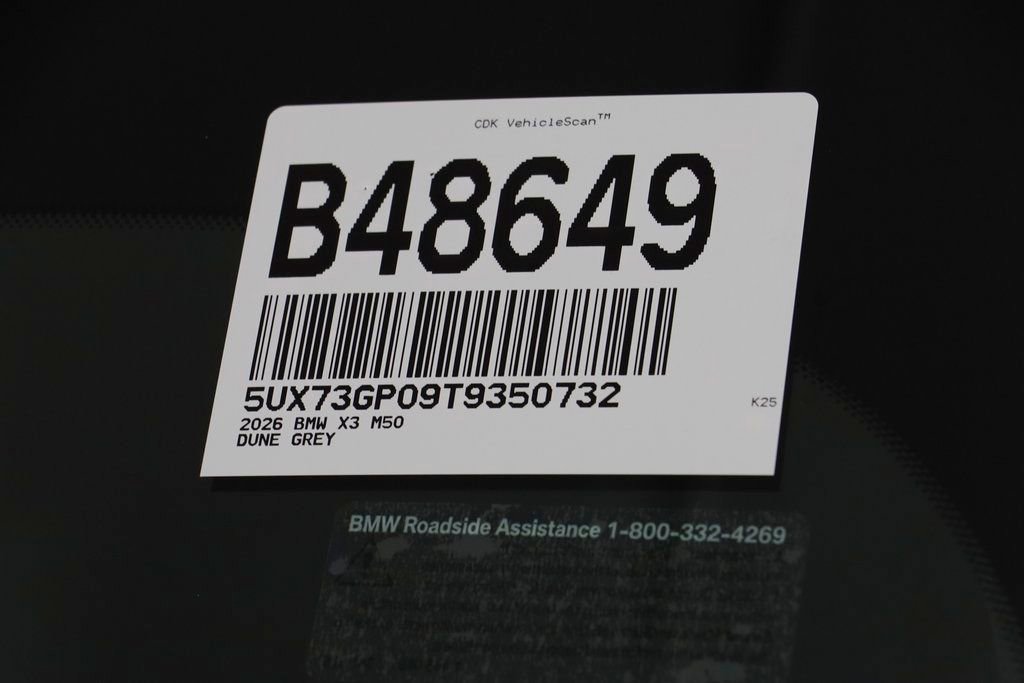 CDK VehicleScan™
B48649
5UX73GP09T9350732
2026 BMW X3 M50
DUNE GREY
K25
BMW Roadside Assistance 1-800-332-4269